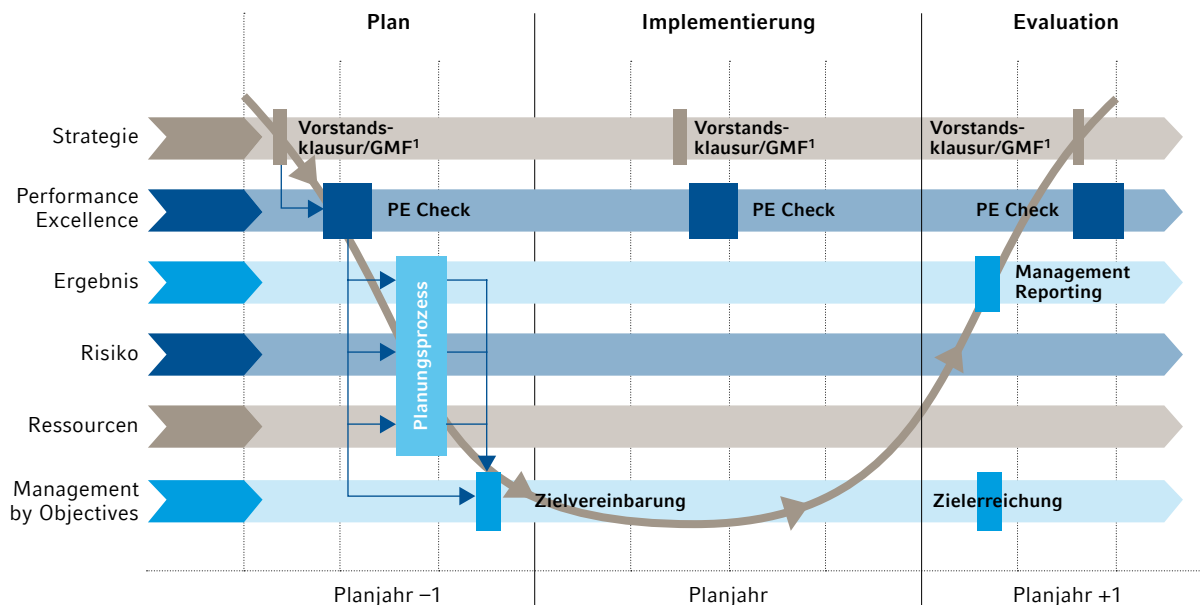 Plan
Implementierung
Evaluation
Strategie
Vorstands-
klausur/GMF¹
Vorstands-
klausur/GMF¹
Vorstands-
klausur/GMF¹
Performance
Excellence
PE Check
PE Check
PE Check
Ergebnis
Management
Reporting
Planungsprozess
Risiko
Ressourcen
Management
by Objectives
Zielvereinbarung
Zielerreichung
Planjahr –1
Planjahr
Planjahr +1